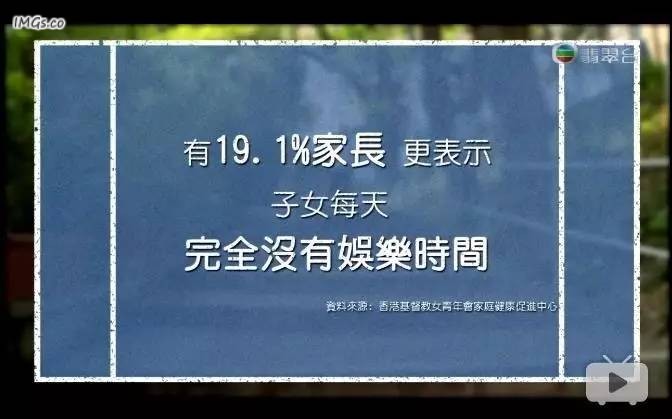 IMGs.co
翡翠台
有19.1%家長 更表示
子女每天
完全沒有娛樂時間
資料來源：香港基督教女青年會家庭健康促進中心